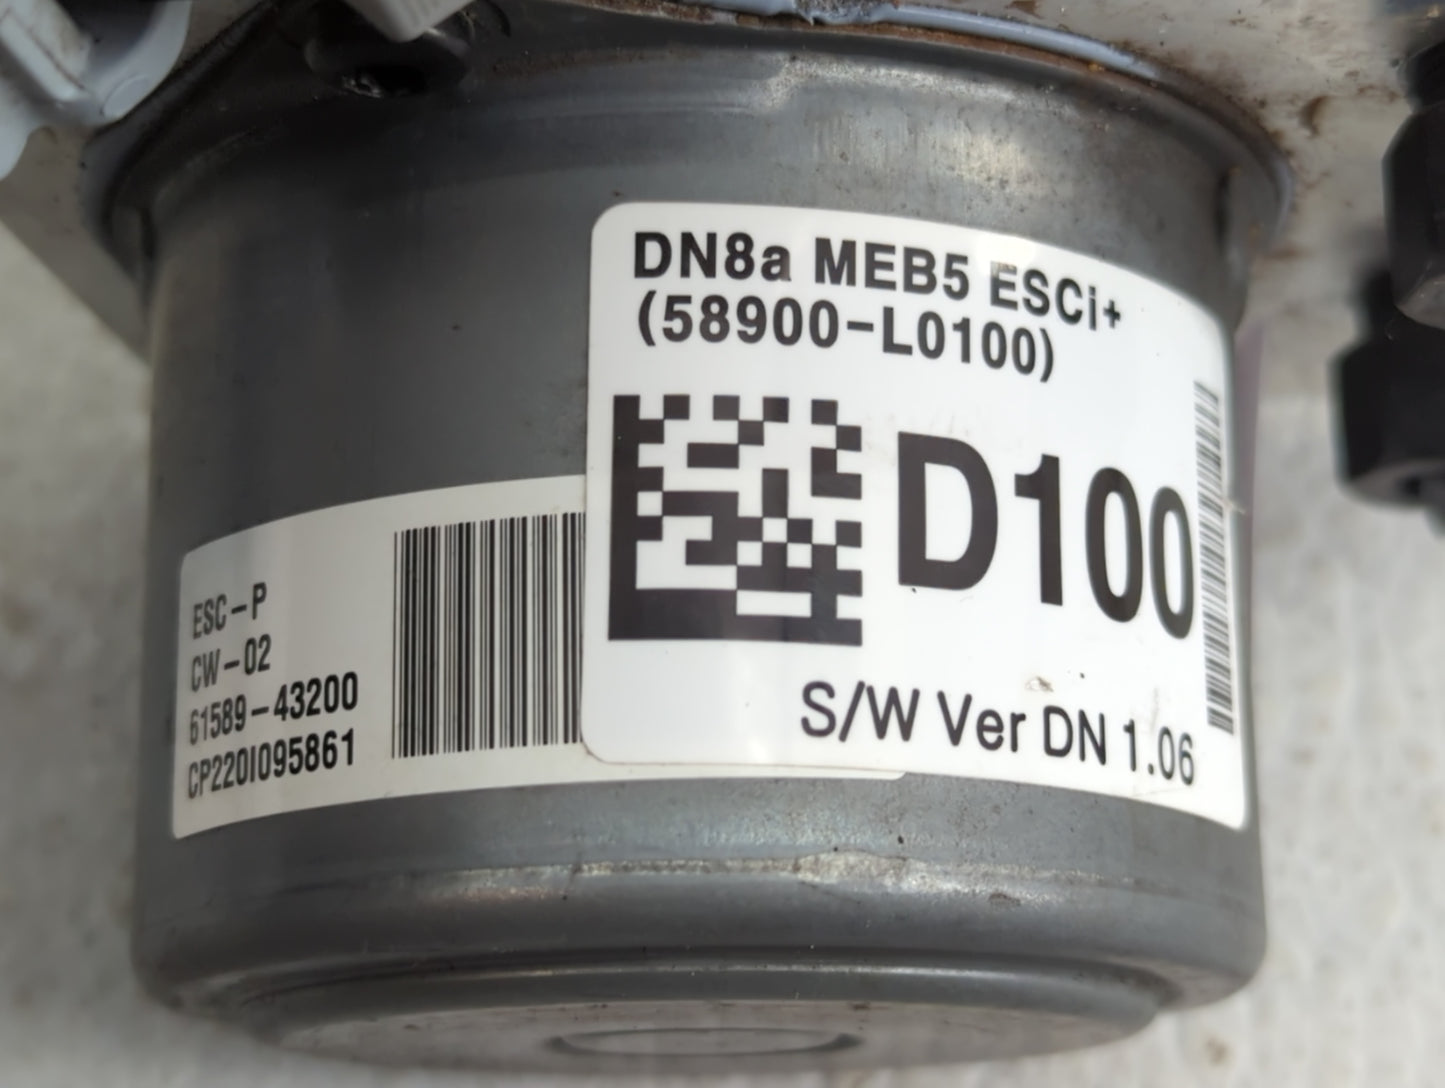 DN8a MEB5 ESCi+
(58900-L0100)
D100
S/W Ver DN 1.06
ESC-P
CW-02
61589-43200
CP220I095861